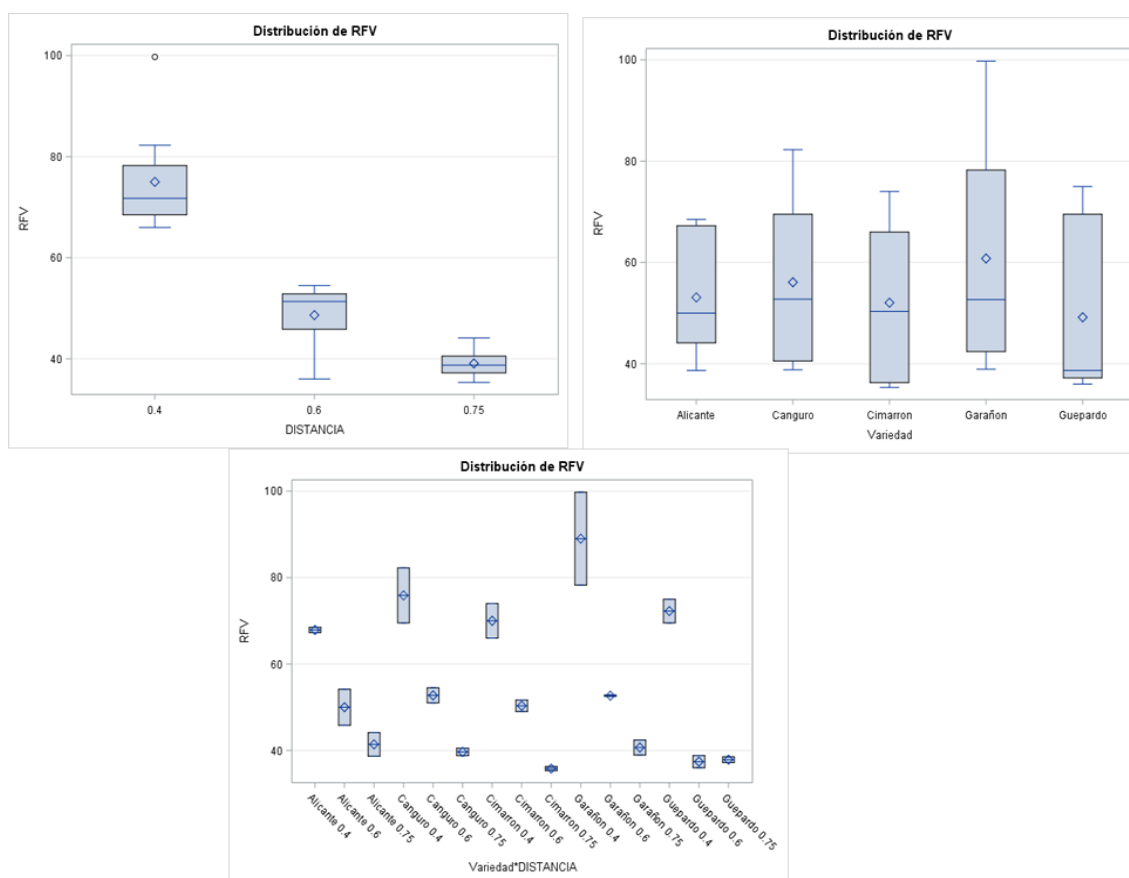 Distribución de RFV
100
80
60
40
RFV
0.4 0.6 0.75
DISTANCIA
Distribución de RFV
100
80
60
40
RFV
Alicante Canguro Cimarron Garañon Guepardo
Variedad
Distribución de RFV
100
80
60
40
RFV
Alicante 0.4
Alicante 0.6
Alicante 0.75
Canguro 0.4
Canguro 0.6
Canguro 0.75
Cimarron 0.4
Cimarron 0.6
Cimarron 0.75
Garañon 0.4
Garañon 0.6
Garañon 0.75
Guepardo 0.4
Guepardo 0.6
Guepardo 0.75
Variedad*DISTANCIA